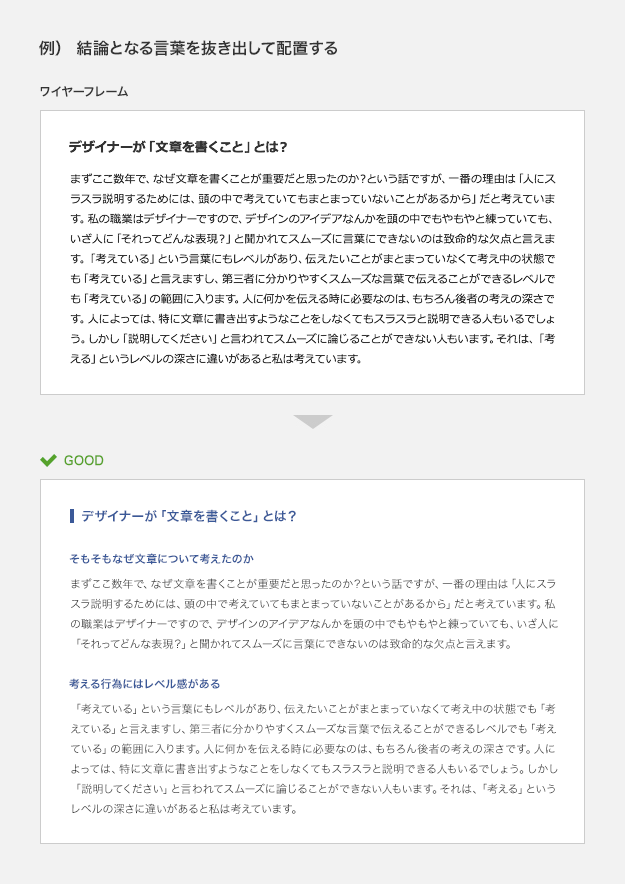 例） 結論となる言葉を抜き出して配置する
ワイヤーフレーム
デザイナーが「文章を書くこと」とは？
まずここ数年で、なぜ文章を書くことが重要だと思ったのか？という話ですが、一番の理由は「人にス
ラスラ説明するためには、頭の中で考えていてもまとまっていないことがあるから」だと考えていま
す。私の職業はデザイナーですので、デザインのアイデアなんかを頭の中でもやもやと練っていても、
いざ人に「それってどんな表現？」と聞かれてスムーズに言葉にできないのは致命的な欠点と言えま
す。「考えている」という言葉にもレベルがあり、伝えたいことがまとまっていなくて考え中の状態で
も「考えている」と言えますし、第三者に分かりやすくスムーズな言葉で伝えることができるレベルで
も「考えている」の範囲に入ります。人に何かを伝える時に必要なのは、もちろん後者の考えの深さで
す。人によっては、特に文章に書き出すようなことをしなくてもスラスラと説明できる人もいるでしょ
う。しかし「説明してください」と言われてスムーズに論じることができない人もいます。それは、「考
える」というレベルの深さに違いがあると私は考えています。
GOOD
デザイナーが「文章を書くこと」とは？
そもそもなぜ文章について考えたのか
まずここ数年で、なぜ文章を書くことが重要だと思ったのか？という話ですが、一番の理由は「人にスラ
スラ説明するためには、頭の中で考えていてもまとまっていないことがあるから」だと考えています。私
の職業はデザイナーですので、デザインのアイデアなんかを頭の中でもやもやと練っていても、いざ人に
「それってどんな表現？」と聞かれてスムーズに言葉にできないのは致命的な欠点と言えます。
考える行為にはレベル感がある
「考えている」という言葉にもレベルがあり、伝えたいことがまとまっていなくて考え中の状態でも「考
えている」と言えますし、第三者に分かりやすくスムーズな言葉で伝えることができるレベルでも「考え
ている」の範囲に入ります。人に何かを伝える時に必要なのは、もちろん後者の考えの深さです。人に
よっては、特に文章に書き出すようなことをしなくてもスラスラと説明できる人もいるでしょう。しかし
「説明してください」と言われてスムーズに論じることができない人もいます。それは、「考える」という
レベルの深さに違いがあると私は考えています。